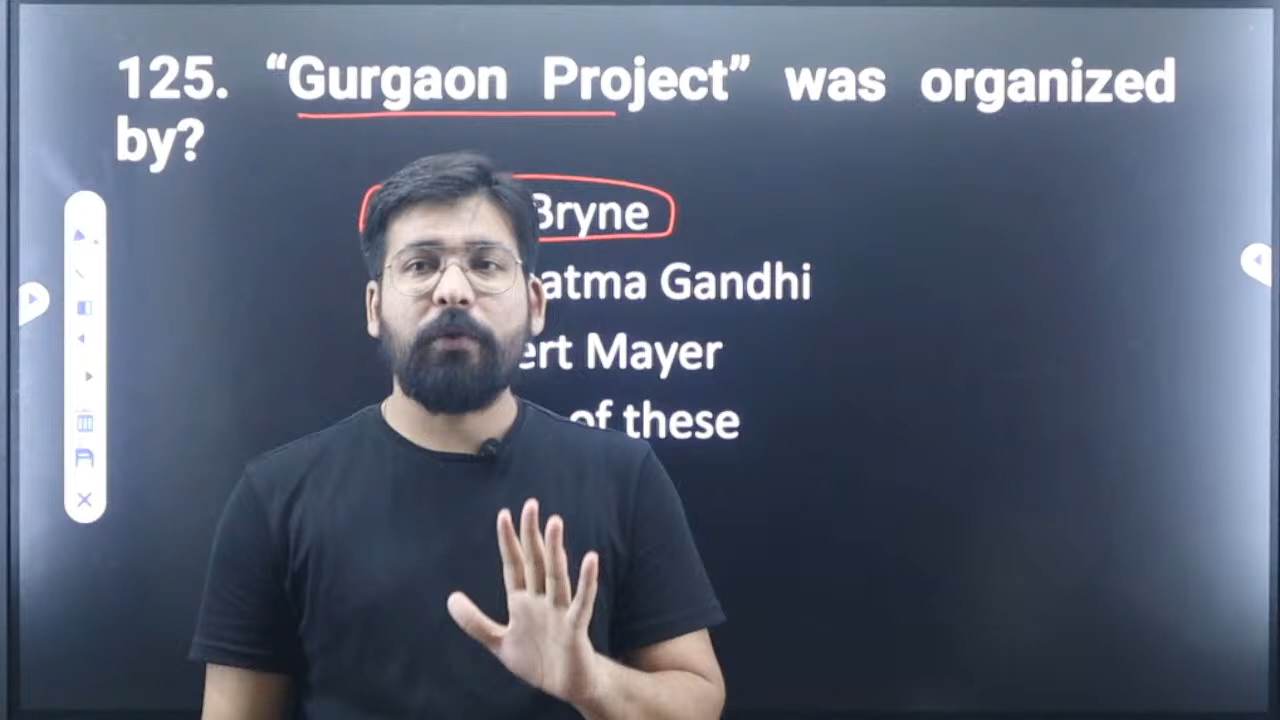 125. “Gurgaon Project” was organized
by?
Bryne
atma Gandhi
ert Mayer
of these